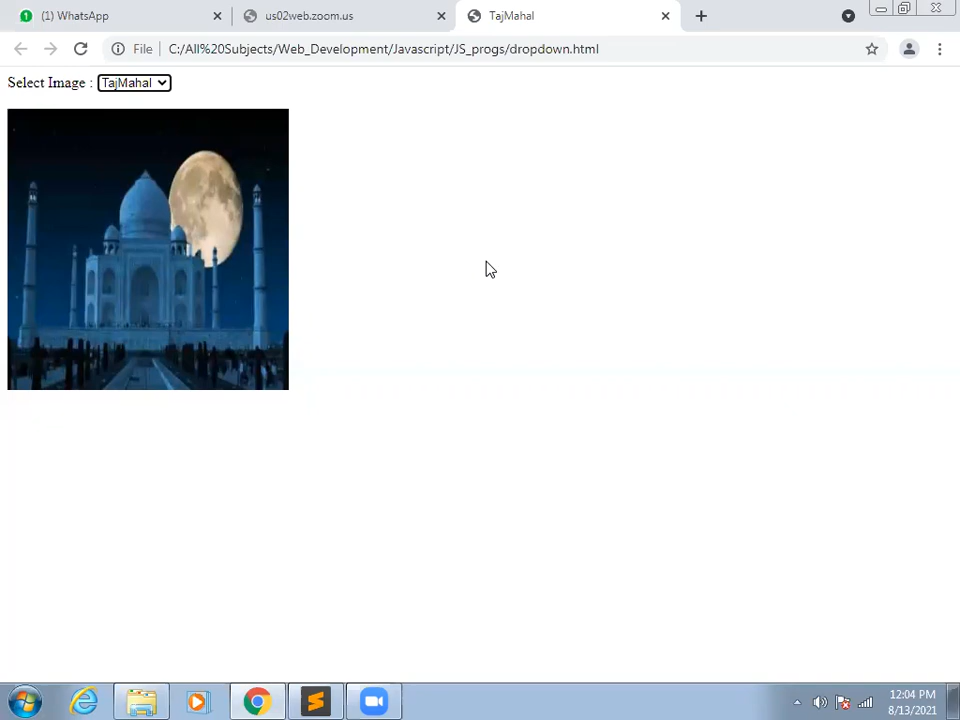 (1) WhatsApp
us02web.zoom.us
TajMahal
File
C:/All%20Subjects/Web_Development/Javascript/JS_progs/dropdown.html
Select Image : TajMahal
12:04 PM
8/13/2021